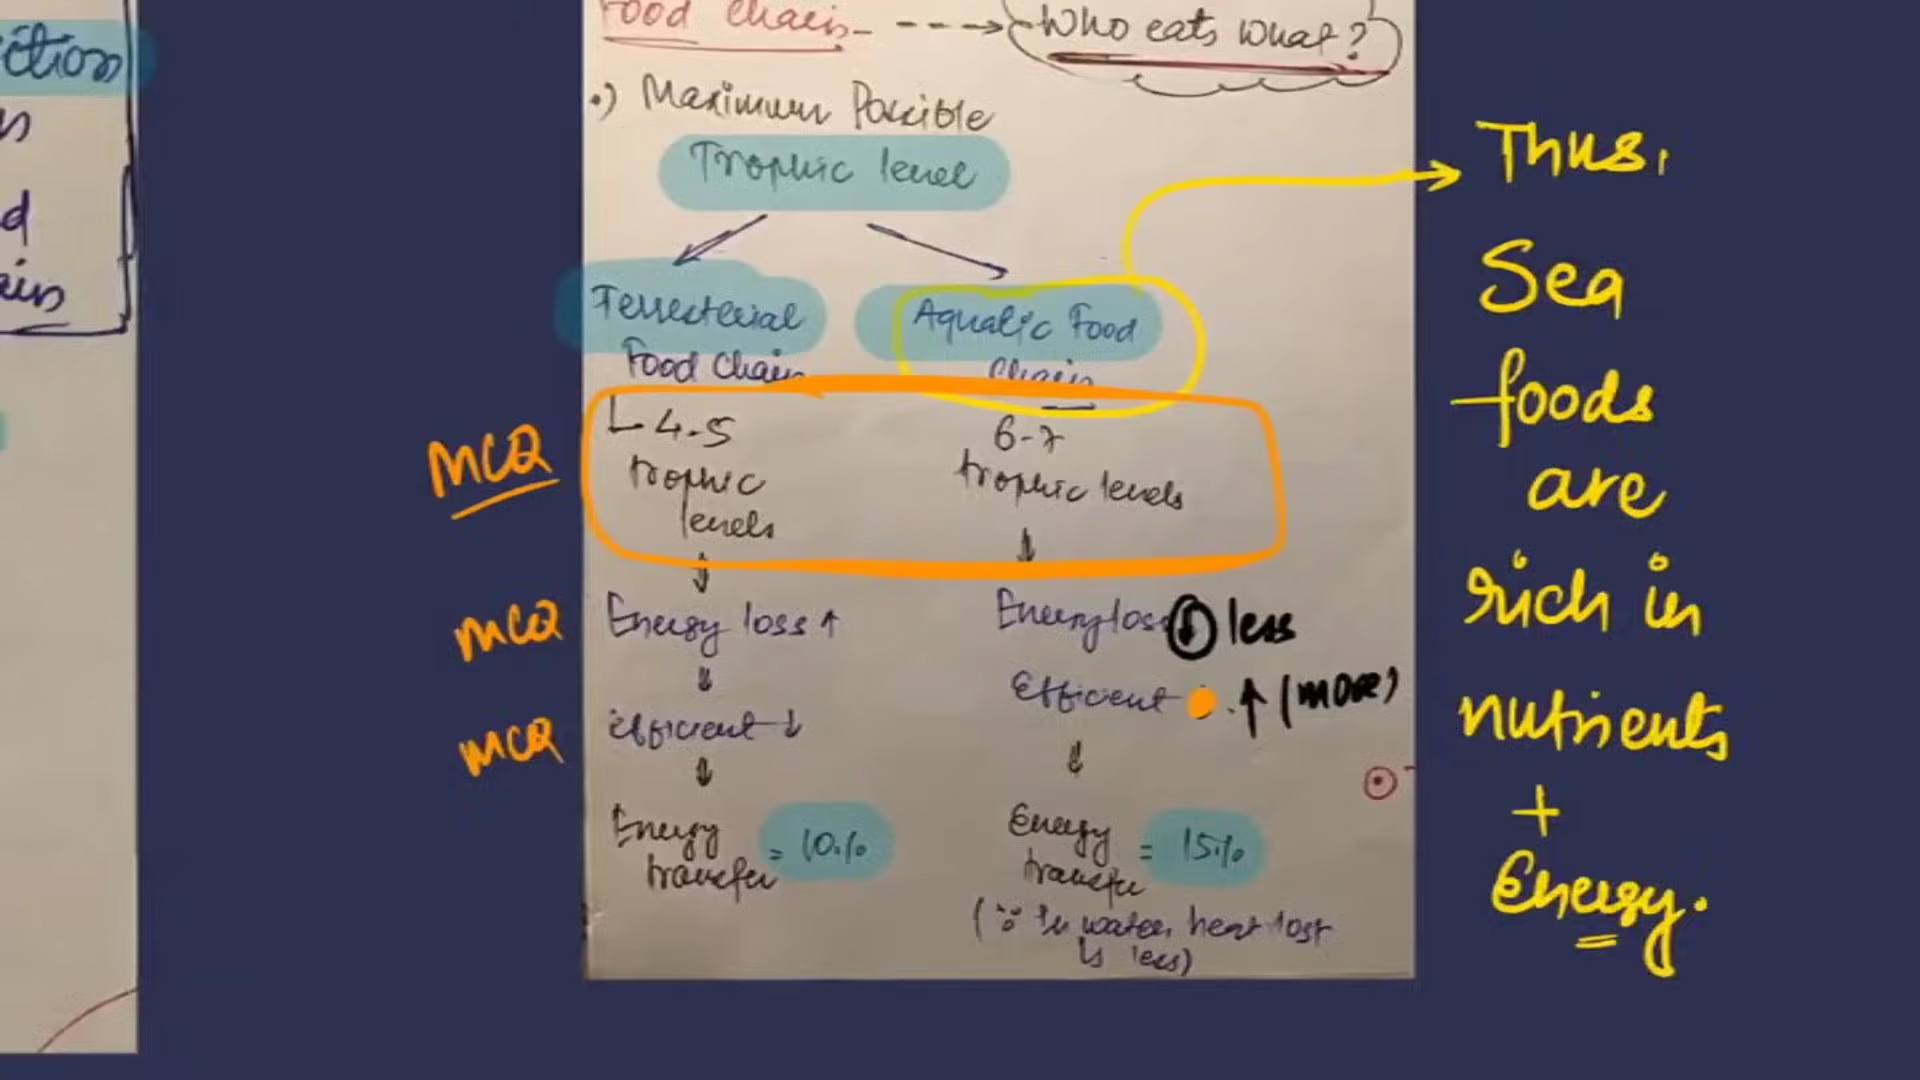 ction
d
Food Chain
Who eats what?
.) Maximum Possible
Trophic level
Terresterial
Food Chain
Aquatic Food
Chain
MCQ
4-5
trophic
levels
6-7
trophic levels
MCQ
Energy loss ↑
Energy loss ↓ less
MCQ
Efficient ↓
Efficient . ↑ (more)
Energy
transfer = 10%
Energy
transfer = 15%
(∵ In water, heat lost
is less)
Thus,
Sea
foods
are
rich in
nutrients
+
Energy.